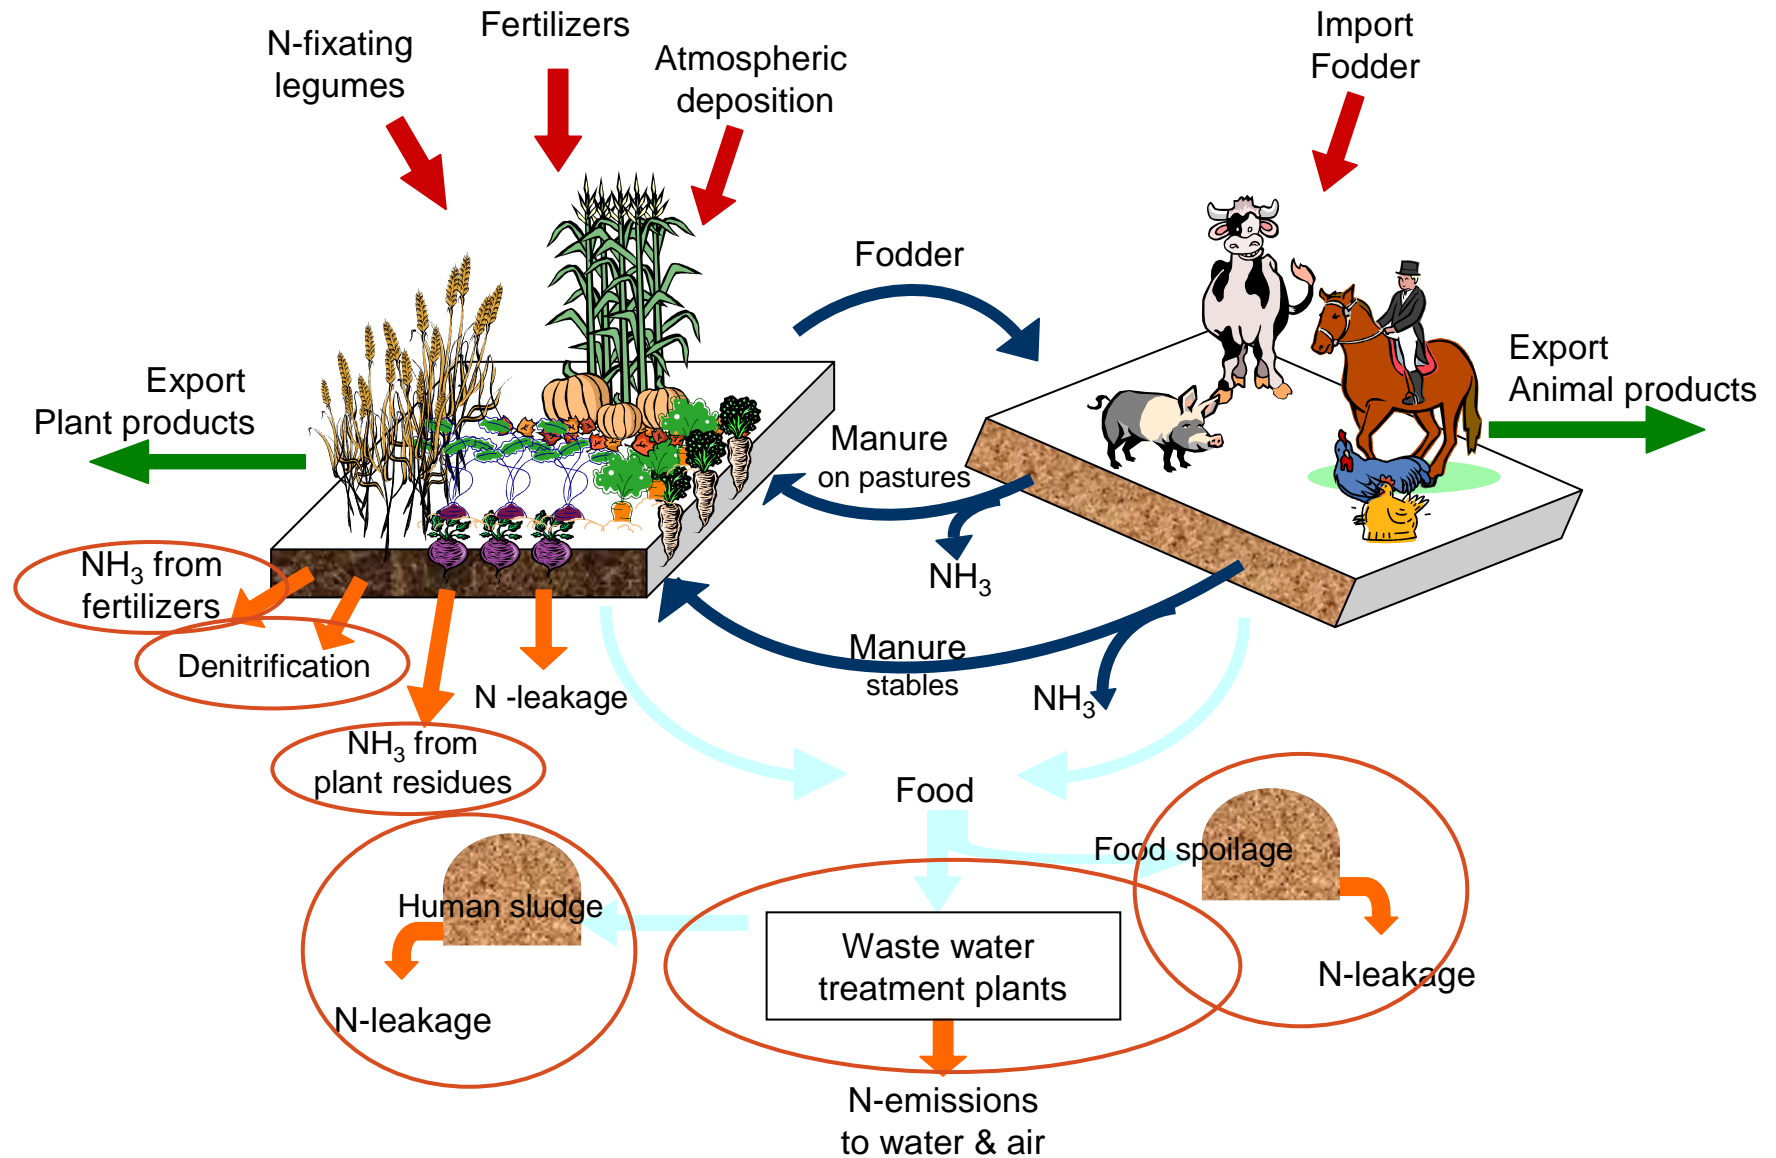 N-fixating
legumes
Fertilizers
Atmospheric
deposition
Import
Fodder
Fodder
Export
Plant products
Export
Animal products
Manure
on pastures
NH3
NH3 from
fertilizers
Denitrification
N -leakage
Manure
stables
NH3
NH3 from
plant residues
Food
Food spoilage
Human sludge
Waste water
treatment plants
N-leakage
N-leakage
N-emissions
to water & air